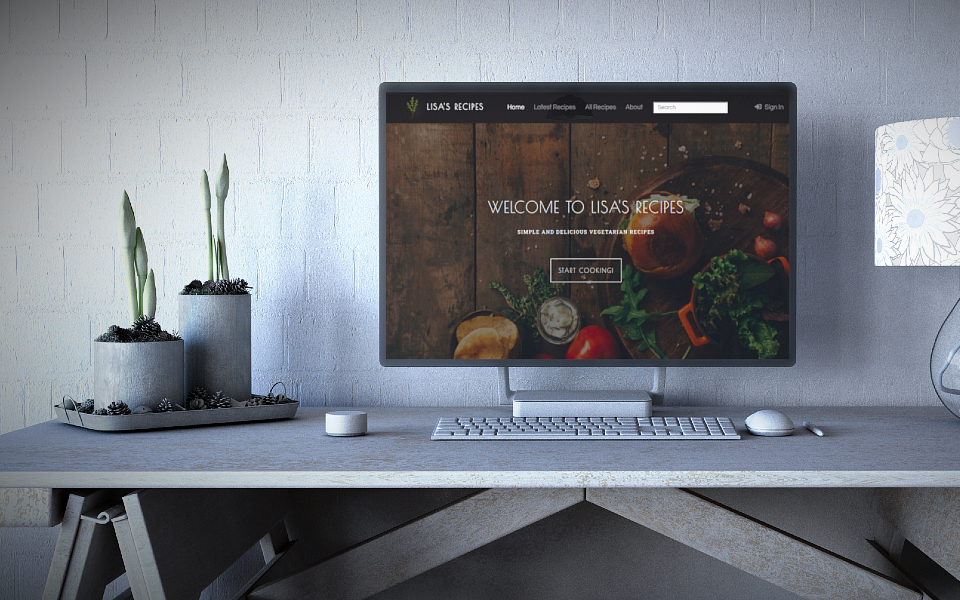 LISA'S RECIPES
Home Latest Recipes All Recipes About Search Sign In
WELCOME TO LISA'S RECIPES
SIMPLE AND DELICIOUS VEGETARIAN RECIPES
START COOKING!